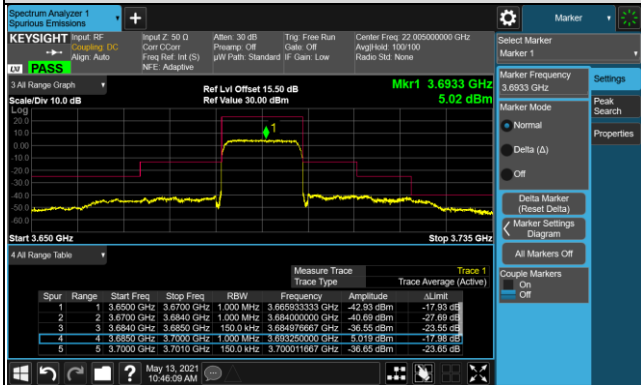 Spectrum Analyzer 1
Spurious Emissions
Marker
KEYSIGHT Input: RF
Coupling: DC
Align: Auto
Input Z: 50 Ω
Corr CCorr
Freq Ref: Int (S)
NFE: Adaptive
Atten: 30 dB
Preamp: Off
µW Path: Standard
Trig: Free Run
Gate: Off
IF Gain: Low
Center Freq: 22.005000000 GHz
Avg|Hold: 100/100
Radio Std: None
LXI PASS
3 All Range Graph
Scale/Div 10.0 dB
Ref Lvl Offset 15.50 dB
Ref Value 30.00 dBm
Mkr1 3.6933 GHz
5.02 dBm
Log
20.0
10.0
0.00
-10.0
-20.0
-30.0
-40.0
-50.0
-60.0
1
Start 3.650 GHz
Stop 3.735 GHz
4 All Range Table
Measure Trace Trace 1
Trace Type Trace Average (Active)
Spur Range Start Freq Stop Freq RBW Frequency Amplitude ΔLimit
1 1 3.6500 GHz 3.6700 GHz 1.000 MHz 3.665933333 GHz -42.93 dBm -17.93 dB
2 2 3.6700 GHz 3.6840 GHz 1.000 MHz 3.684000000 GHz -40.69 dBm -27.69 dB
3 3 3.6840 GHz 3.6850 GHz 150.0 kHz 3.684976667 GHz -36.55 dBm -23.55 dB
4 4 3.6850 GHz 3.7000 GHz 1.000 MHz 3.693250000 GHz 5.019 dBm -17.98 dB
5 5 3.7000 GHz 3.7010 GHz 150.0 kHz 3.700011667 GHz -36.65 dBm -23.65 dB
May 13, 2021
10:46:09 AM
Select Marker
Marker 1
Marker Frequency
3.6933 GHz
Marker Mode
Normal
Delta (Δ)
Off
Delta Marker
(Reset Delta)
Marker Settings
Diagram
All Markers Off
Couple Markers
On
Off
Settings
Peak
Search
Properties